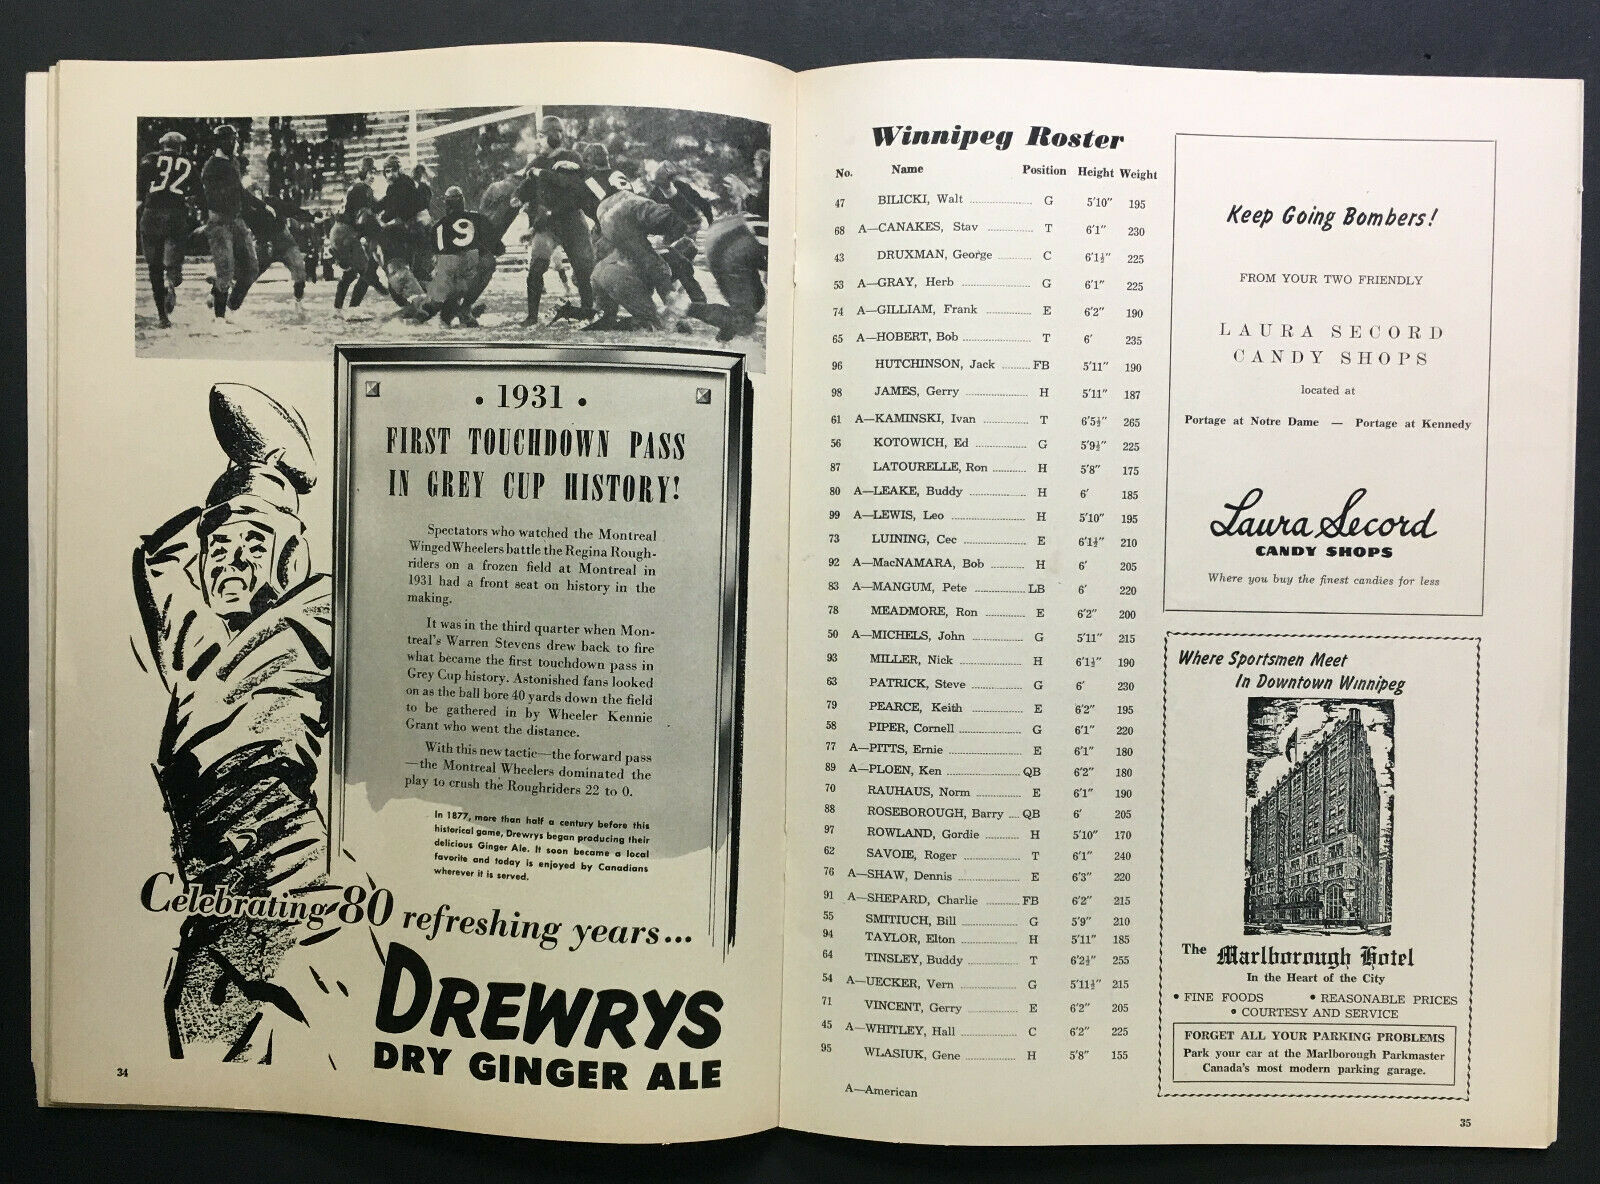 32
19
• 1931 •
FIRST TOUCHDOWN PASS
IN GREY CUP HISTORY!
Spectators who watched the Montreal
Winged Wheelers battle the Regina Rough-
riders on a frozen field at Montreal in
1931 had a front seat on history in the
making.
It was in the third quarter when Mon-
treal's Warren Stevens drew back to fire
what became the first touchdown pass in
Grey Cup history. Astonished fans looked
on as the ball bore 40 yards down the field
to be gathered in by Wheeler Kennie
Grant who went the distance.
With this new tactic—the forward pass
—the Montreal Wheelers dominated the
play to crush the Roughriders 22 to 0.
In 1877, more than half a century before this
historical game, Drewrys began producing their
delicious Ginger Ale. It soon became a local
favorite and today is enjoyed by Canadians
wherever it is served.
Celebrating 80 refreshing years...
DREWRYS
DRY GINGER ALE
34
Winnipeg Roster
No. Name Position Height Weight
47 BILICKI, Walt G 5'10" 195
68 A—CANAKES, Stav T 6'1" 230
43 DRUXMAN, George C 6'1½" 225
53 A—GRAY, Herb G 6'1" 225
74 A—GILLIAM, Frank E 6'2" 190
65 A—HOBERT, Bob T 6' 235
96 HUTCHINSON, Jack FB 5'11" 190
98 JAMES, Gerry H 5'11" 187
61 A—KAMINSKI, Ivan T 6'5½" 265
56 KOTOWICH, Ed G 5'9½" 225
87 LATOURELLE, Ron H 5'8" 175
80 A—LEAKE, Buddy H 6' 185
99 A—LEWIS, Leo H 5'10" 195
73 LUINING, Cec E 6'1½" 210
92 A—MacNAMARA, Bob H 6' 205
83 A—MANGUM, Pete LB 6' 220
78 MEADMORE, Ron E 6'2" 200
50 A—MICHELS, John G 5'11" 215
93 MILLER, Nick H 6'1½" 190
63 PATRICK, Steve G 6' 230
79 PEARCE, Keith E 6'2" 195
58 PIPER, Cornell G 6'1" 220
77 A—PITTS, Ernie E 6'1" 180
89 A—PLOEN, Ken QB 6'2" 180
70 RAUHAUS, Norm E 6'1" 190
88 ROSEBOROUGH, Barry QB 6' 205
97 ROWLAND, Gordie H 5'10" 170
62 SAVOIE, Roger T 6'1" 240
76 A—SHAW, Dennis E 6'3" 220
91 A—SHEPARD, Charlie FB 6'2" 215
55 SMITIUCH, Bill G 5'9" 210
94 TAYLOR, Elton H 5'11" 185
64 TINSLEY, Buddy T 6'2½" 255
54 A—UECKER, Vern G 5'11½" 215
71 VINCENT, Gerry E 6'2" 205
45 A—WHITLEY, Hall C 6'2" 225
95 WLASIUK, Gene H 5'8" 155
A—American
Keep Going Bombers!
FROM YOUR TWO FRIENDLY
LAURA SECORD
CANDY SHOPS
located at
Portage at Notre Dame — Portage at Kennedy
Laura Secord
CANDY SHOPS
Where you buy the finest candies for less
Where Sportsmen Meet
In Downtown Winnipeg
The Marlborough Hotel
In the Heart of the City
• FINE FOODS • REASONABLE PRICES
• COURTESY AND SERVICE
FORGET ALL YOUR PARKING PROBLEMS
Park your car at the Marlborough Parkmaster
Canada's most modern parking garage.
35